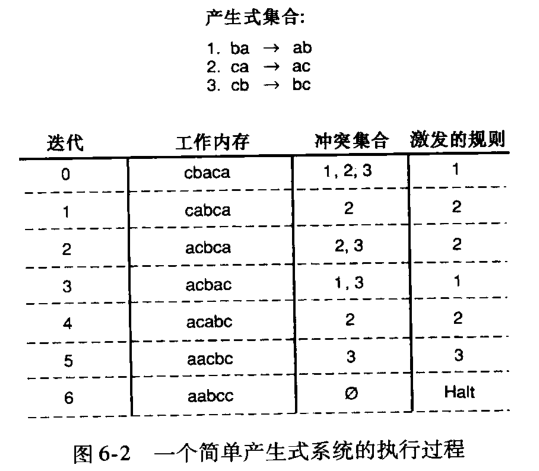 产生式集合:
1. ba → ab
2. ca → ac
3. cb → bc
迭代 工作内存 冲突集合 激发的规则
0 cbaca 1, 2, 3 1
1 cabca 2 2
2 acbca 2, 3 2
3 acbac 1, 3 1
4 acabc 2 2
5 aacbc 3 3
6 aabcc Ø Halt
图 6-2 一个简单产生式系统的执行过程